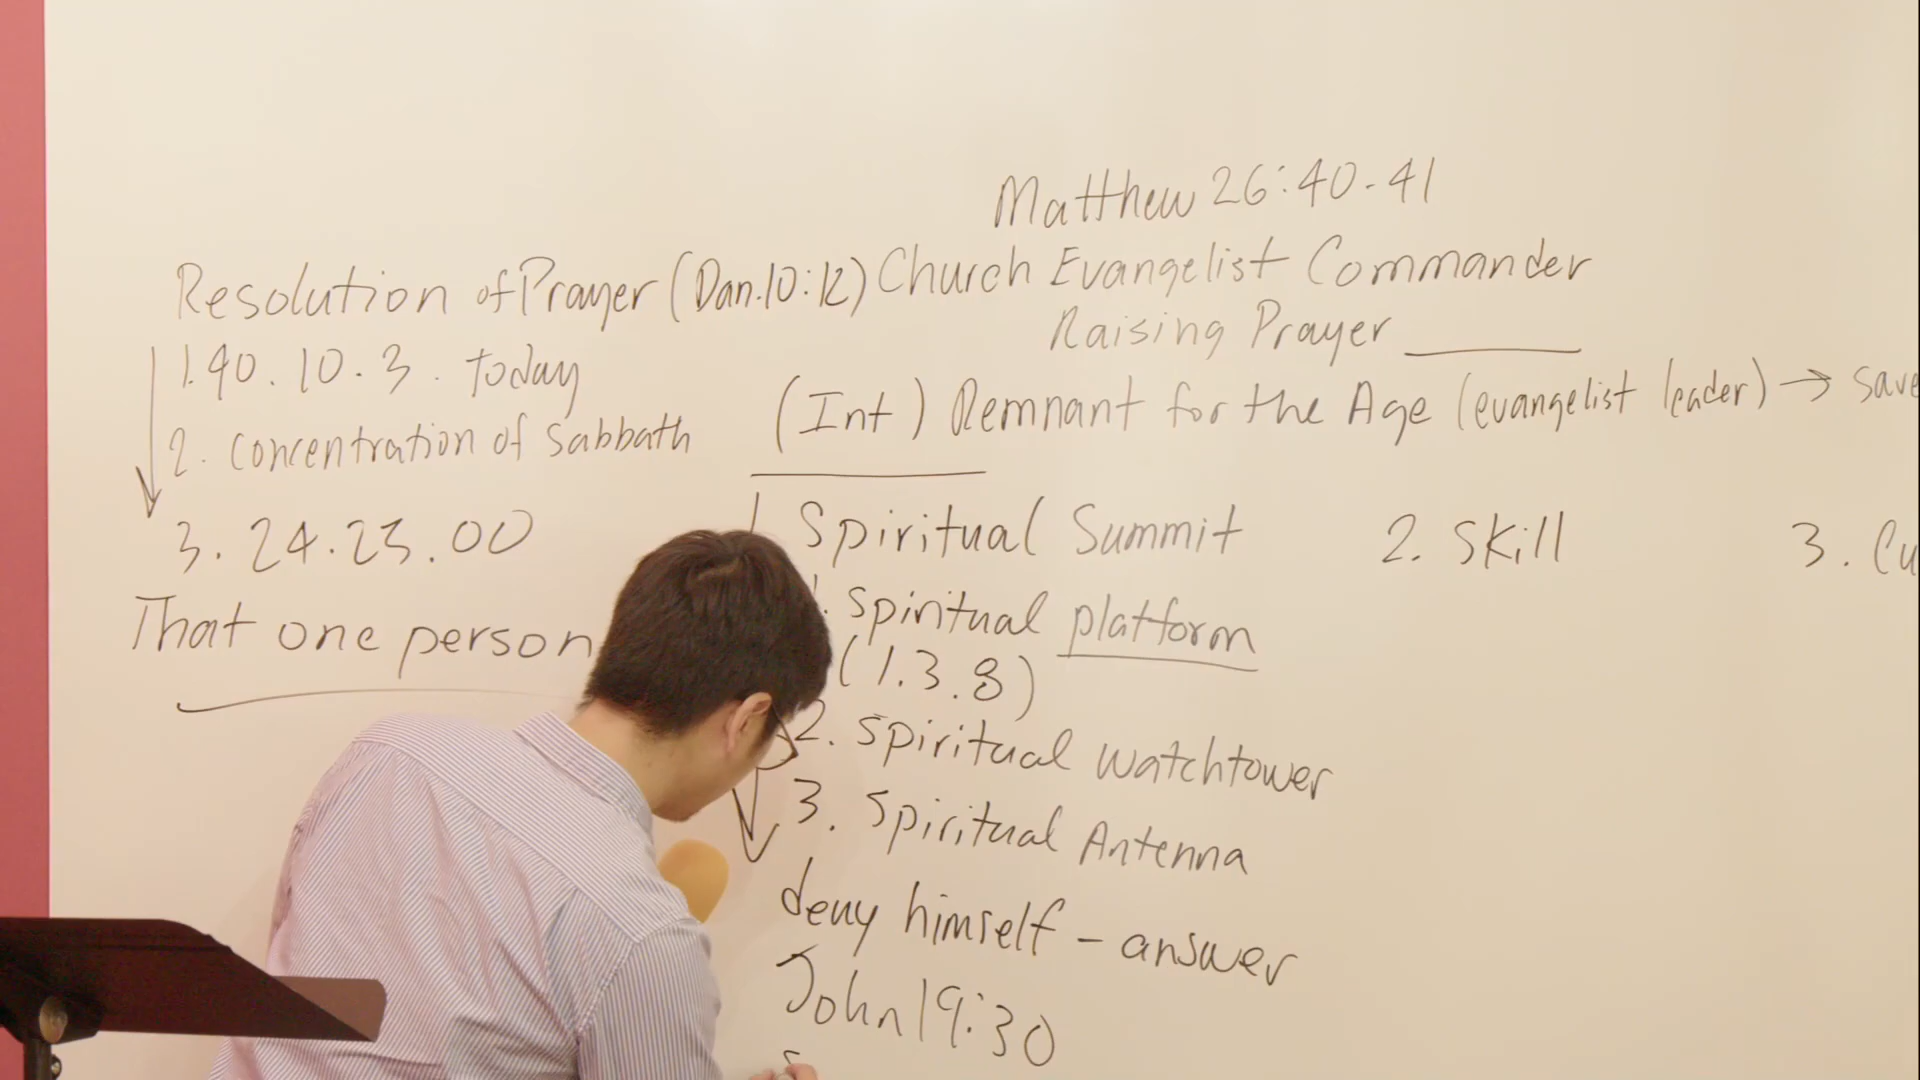 Matthew 26:40-41
Church Evangelist Commander
Raising Prayer
Resolution of Prayer (Dan.10:12)
1. 40.10.3. today
2. concentration of Sabbath
3. 24.25.00
That one person
(Int) Remnant for the Age (evangelist leader) → save
1 Spiritual Summit
1. Spiritual platform
(1.3.8)
2. Spiritual watchtower
3. Spiritual Antenna
deny himself - answer
John 19:30
2. Skill
3. Cu